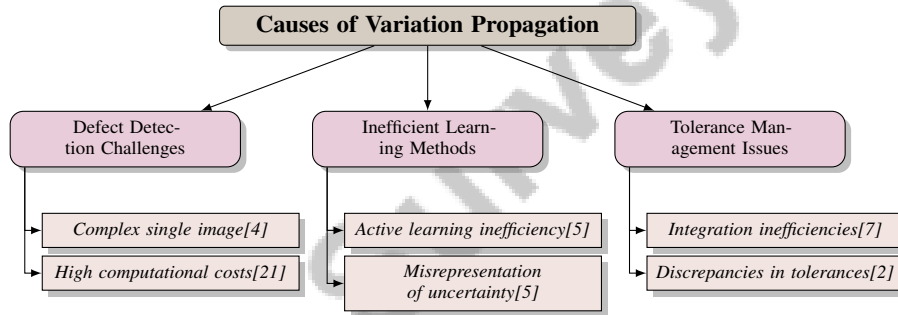 Causes of Variation Propagation
Defect Detec-
tion Challenges
Complex single image[4]
High computational costs[21]
Inefficient Learn-
ing Methods
Active learning inefficiency[5]
Misrepresentation
of uncertainty[5]
Tolerance Man-
agement Issues
Integration inefficiencies[7]
Discrepancies in tolerances[2]
survey